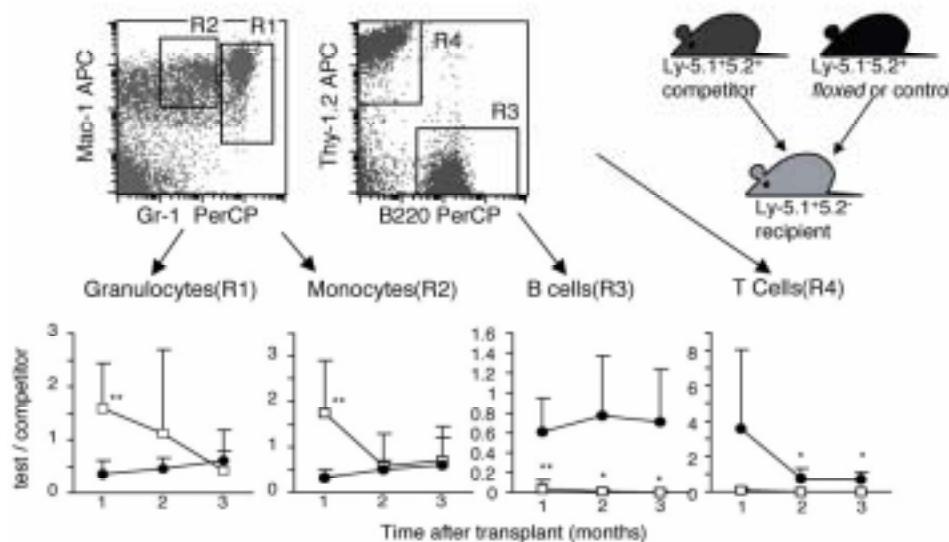 R2 R1
R4
R3
Mac-1 APC
Thy-1.2 APC
Gr-1 PerCP
B220 PerCP
Ly-5.1+5.2+
competitor
Ly-5.1-5.2+
floxed or control
Ly-5.1+5.2-
recipient
Granulocytes(R1)
Monocytes(R2)
B cells(R3)
T Cells(R4)
test / competitor
3
2
1
0
**
1 2 3
3
2
1
0
**
1 2 3
1.6
1.4
1.2
1
0.8
0.6
0.4
0.2
0
** * *
1 2 3
8
6
4
2
0
* *
1 2 3
Time after transplant (months)